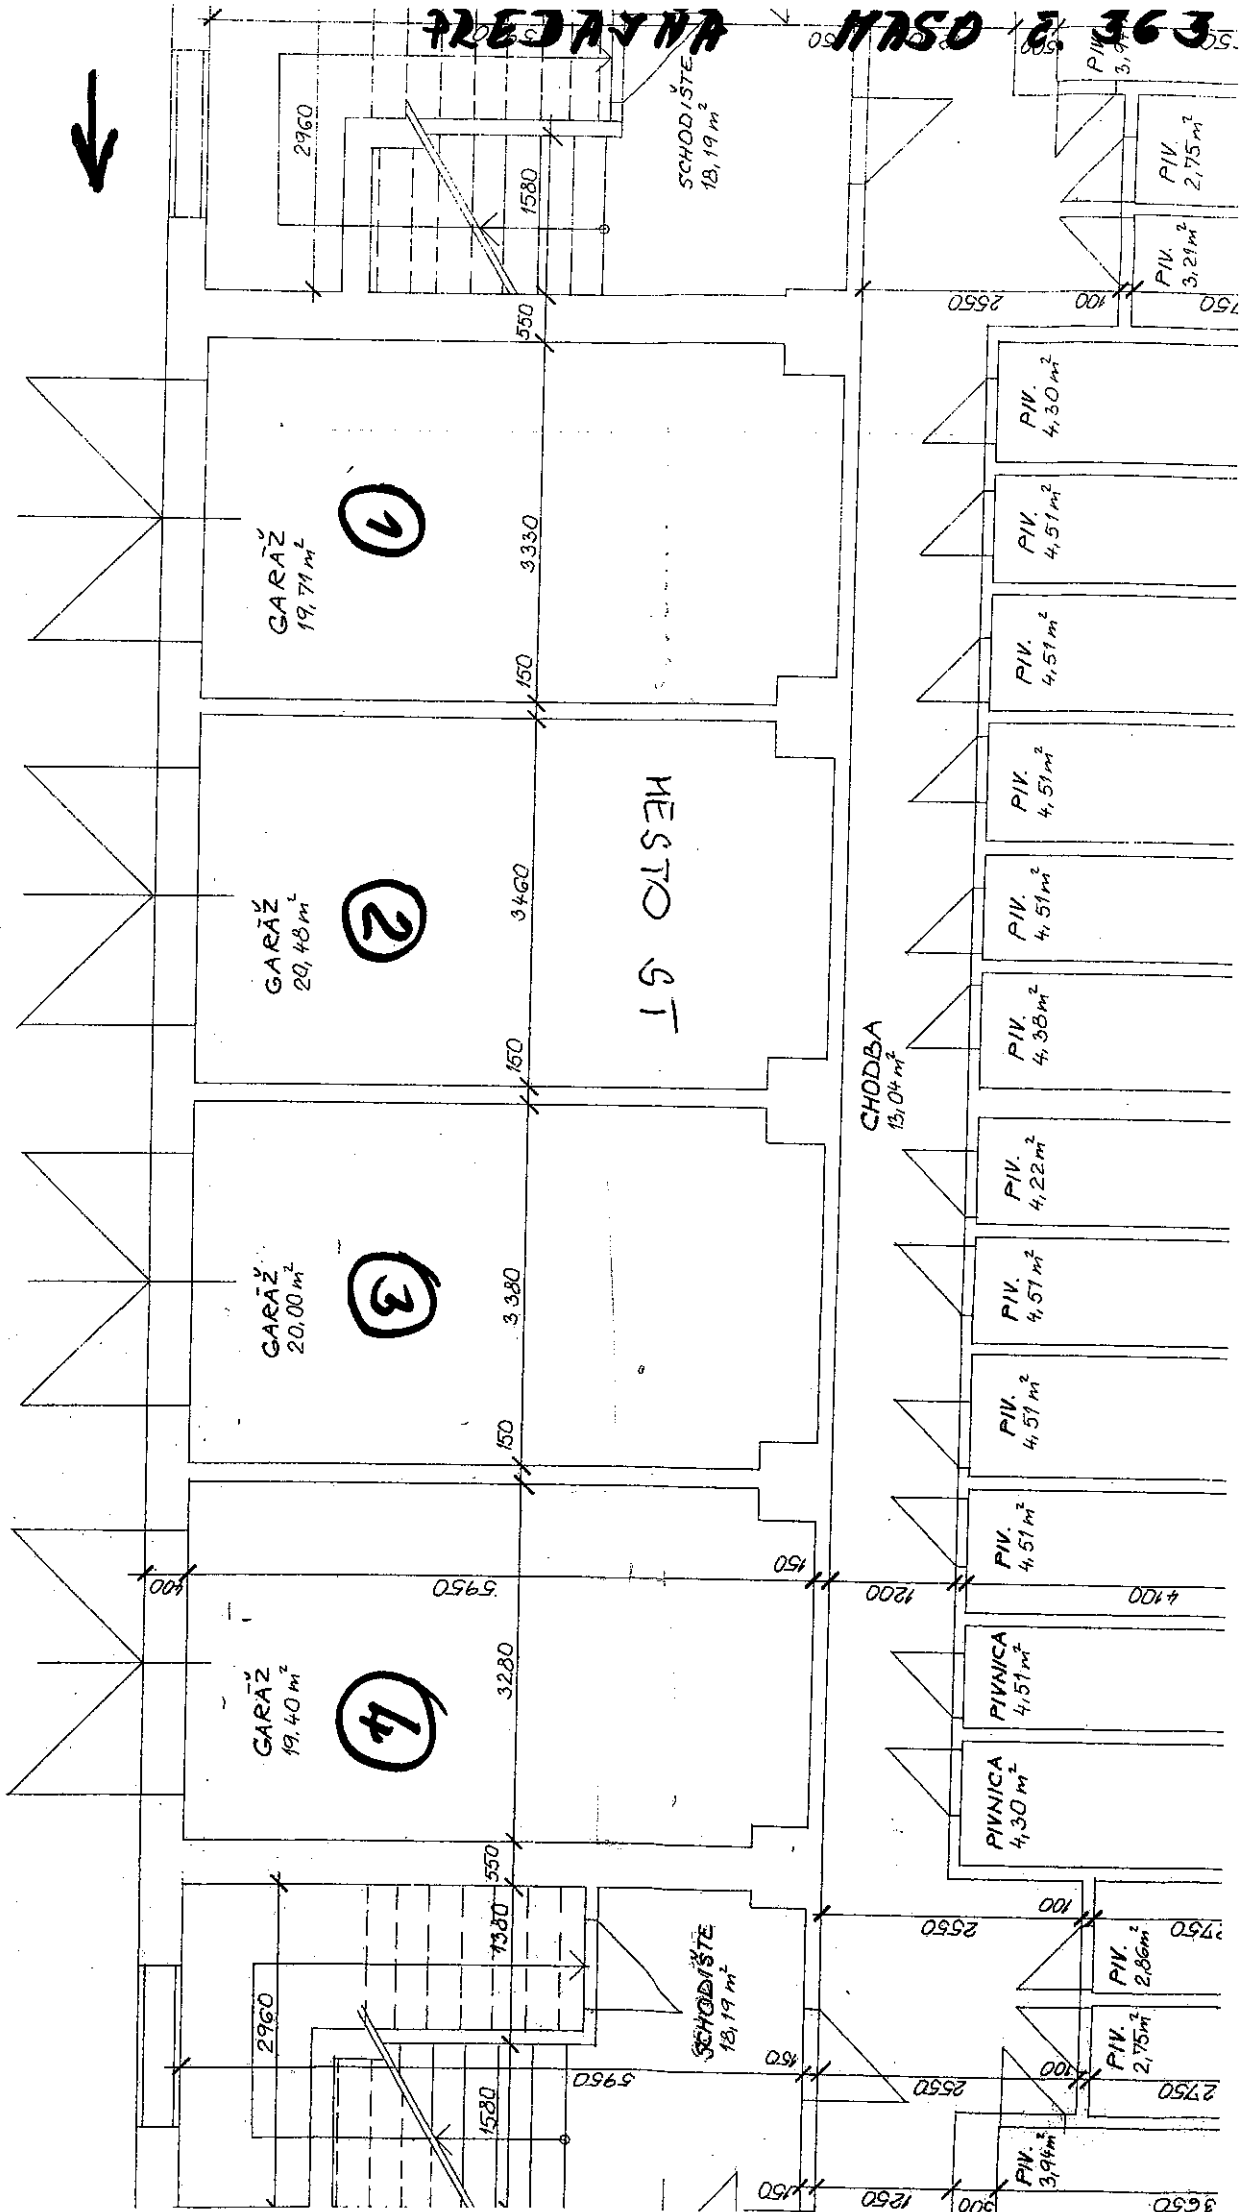 PREDAJNA MASO č. 363
2960
1580
SCHODIŠTE
18,19 m²
550
2550
100
PIV.
2,75 m²
PIV.
3,21 m²
GARÁŽ
19,71 m²
1
3330
150
PIV.
4,30 m²
PIV.
4,51 m²
PIV.
4,51 m²
GARÁŽ
20,48 m²
2
3460
150
MESTO ST
PIV.
4,51 m²
PIV.
4,51 m²
PIV.
4,38 m²
CHODBA
13,04 m²
GARÁŽ
20,00 m²
3
3380
150
PIV.
4,22 m²
PIV.
4,51 m²
PIV.
4,51 m²
PIV.
4,51 m²
400
5950
150
1200
4100
GARÁŽ
19.40 m²
4
3280
550
PIVNICA
4,51 m²
PIVNICA
4,30 m²
2960
1380
1580
SCHODIŠTE
18,19 m²
5950
150
2550
100
2750
PIV.
2,86 m²
PIV.
2,75 m²
2550
100
2750
PIV.
3,94 m²
150
1250
3650